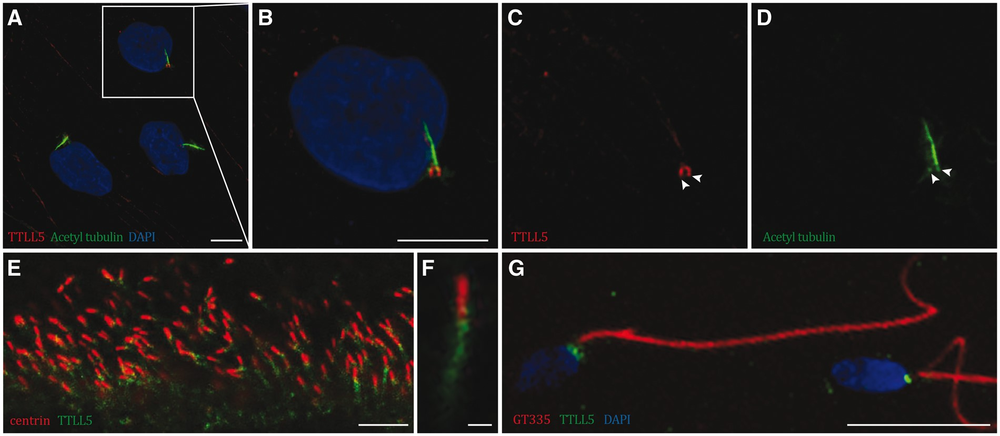 A
TTLL5 Acetyl tubulin DAPI
B
C
TTLL5
D
Acetyl tubulin
E
centrin TTLL5
F
G
GT335 TTLL5 DAPI